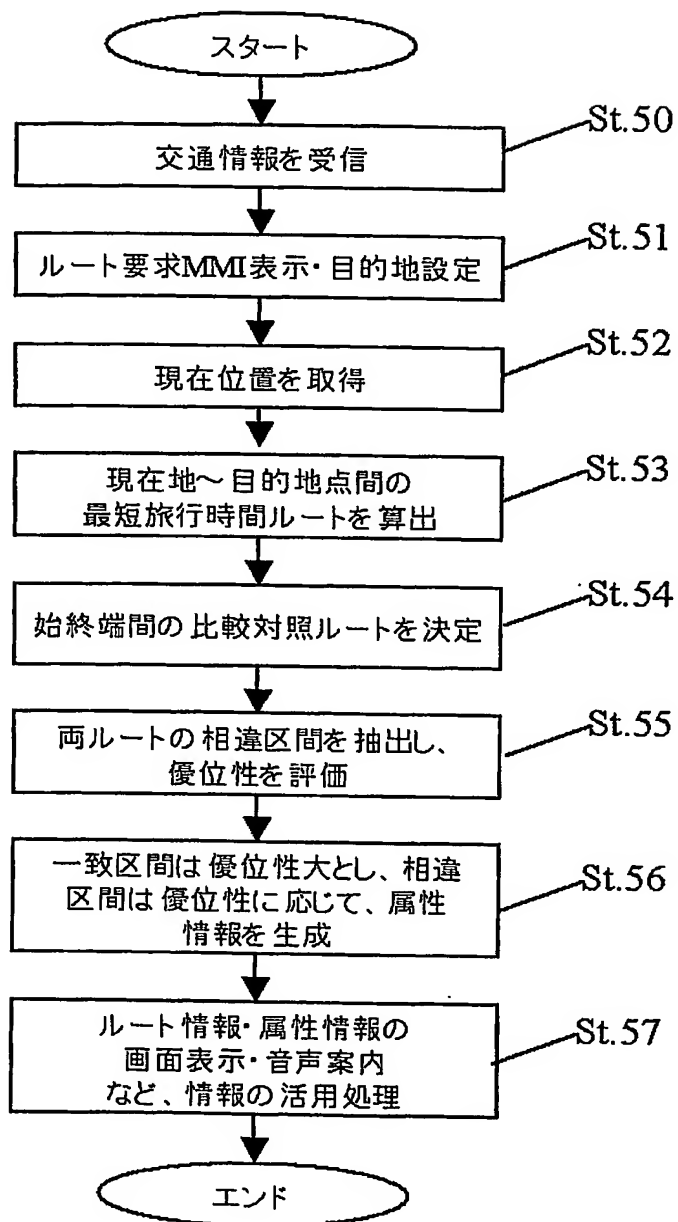 スタート
St.50
交通情報を受信
St.51
ルート要求MMI表示・目的地設定
St.52
現在位置を取得
St.53
現在地～目的地点間の
最短旅行時間ルートを算出
St.54
始終端間の比較対照ルートを決定
St.55
両ルートの相違区間を抽出し、
優位性を評価
St.56
一致区間は優位性大とし、相違
区間は優位性に応じて、属性
情報を生成
St.57
ルート情報・属性情報の
画面表示・音声案内
など、情報の活用処理
エンド